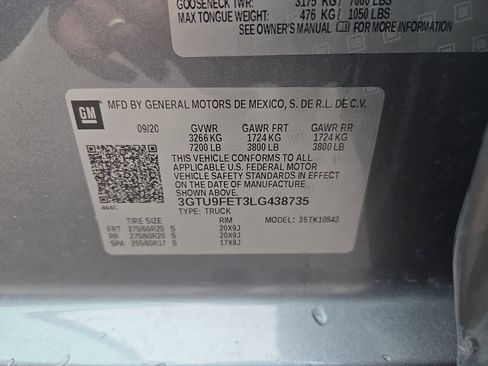 GOOSENECK TWR: 3175 KG / 7000 LBS
MAX TONGUE WEIGHT: 476 KG / 1050 LBS
SEE OWNER'S MANUAL FOR MORE INFORMATION
GM MFD BY GENERAL MOTORS DE MEXICO, S. DE R.L. DE C.V.
09/20 GVWR GAWR FRT GAWR RR
3266 KG 1724 KG 1724 KG
7200 LB 3800 LB 3800 LB
THIS VEHICLE CONFORMS TO ALL
APPLICABLE U.S. FEDERAL MOTOR
VEHICLE SAFETY STANDARDS IN EFFECT
ON THE DATE OF MANUFACTURE
SHOWN ABOVE.
464C 3GTU9FET3LG438735
TYPE: TRUCK MODEL: 35TK10543
TIRE SIZE RIM
FRT 275/60R20 S 20X9J
RR 275/60R20 S 20X9J
SPA 255/80R17 S 17X8J